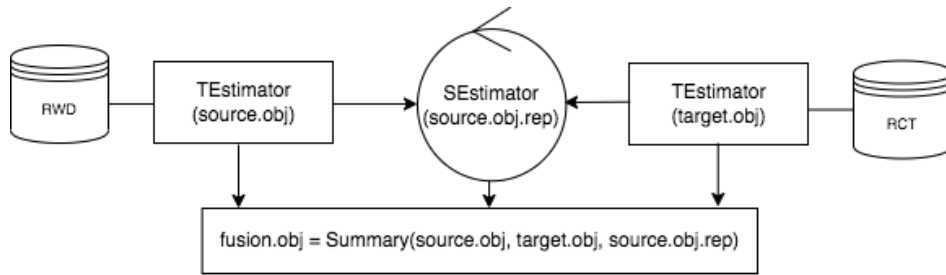 RWD
TEstimator
(source.obj)
SEstimator
(source.obj.rep)
TEstimator
(target.obj)
RCT
fusion.obj = Summary(source.obj, target.obj, source.obj.rep)